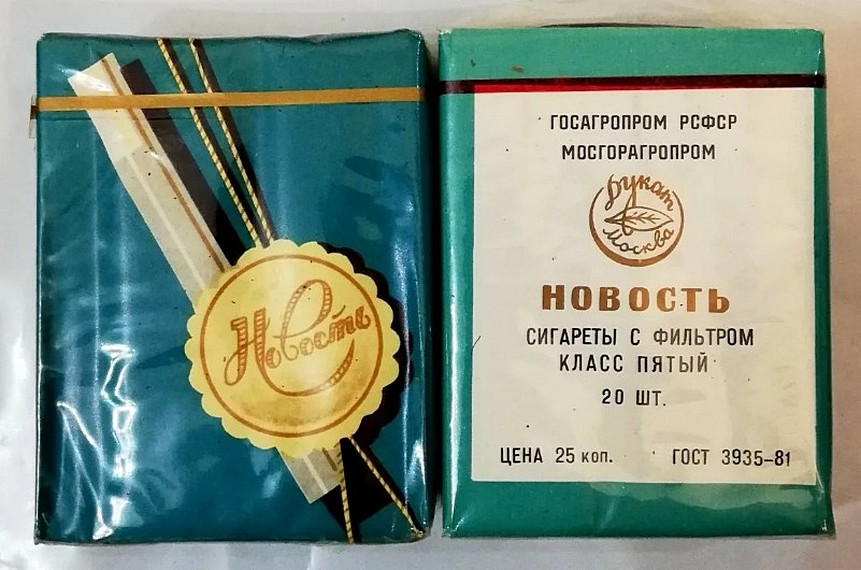 Новость
ГОСАГРОПРОМ РСФСР
МОСГОРАГРОПРОМ
Дукат
Москва
НОВОСТЬ
СИГАРЕТЫ С ФИЛЬТРОМ
КЛАСС ПЯТЫЙ
20 ШТ.
ЦЕНА 25 коп. ГОСТ 3935-81